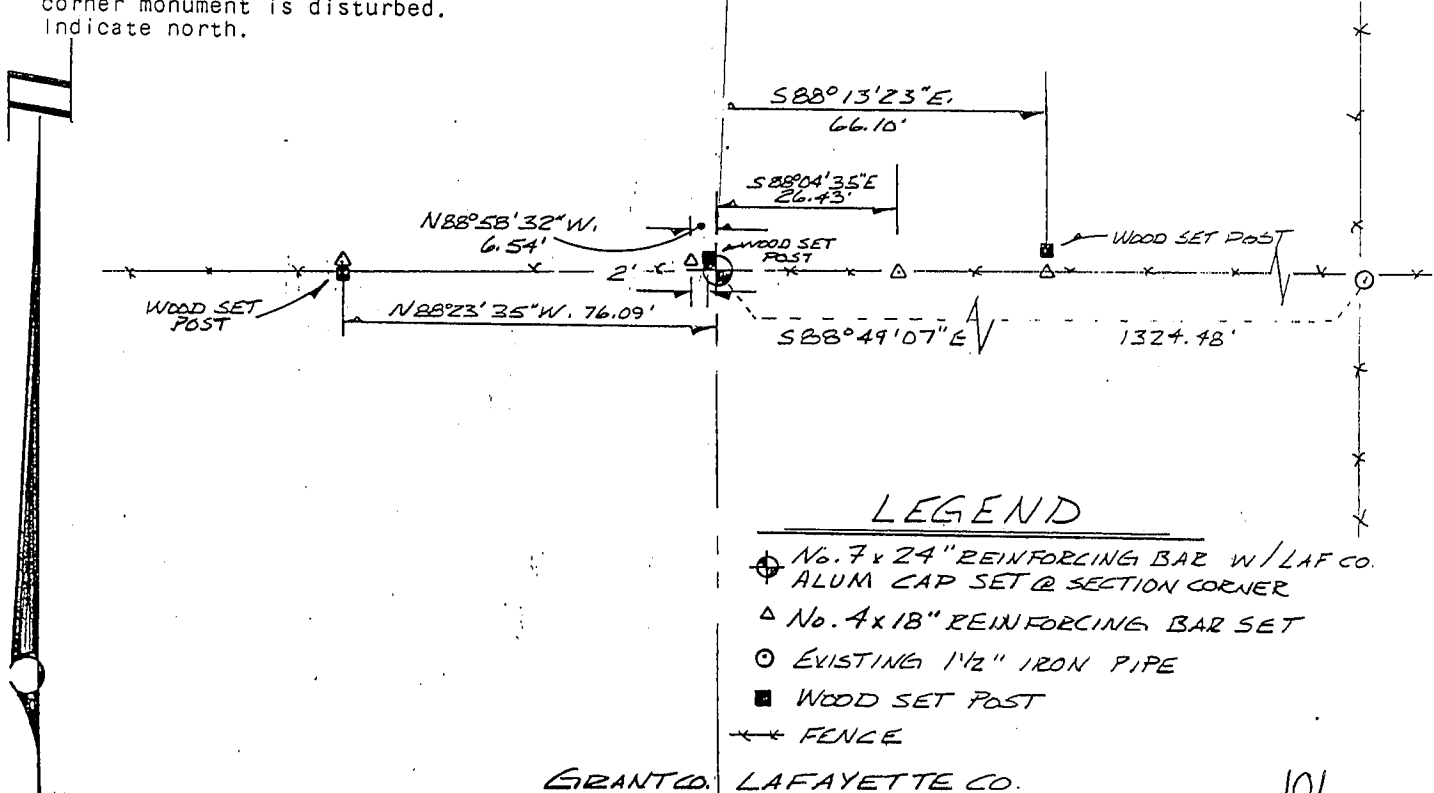 corner monument is disturbed.
Indicate north.
S88°13'23"E.
66.10'
S88°04'35"E
26.43'
N88°58'32"W.
6.54'
WOOD SET
POST
WOOD SET POST
2'
WOOD SET
POST
N88°23'35"W. 76.09'
S88°49'07"E
1324.48'
LEGEND
No. 7 x 24" REINFORCING BAR W/LAF CO.
ALUM CAP SET @ SECTION CORNER
No. 4 x 18" REINFORCING BAR SET
EXISTING 1 1/2" IRON PIPE
WOOD SET POST
FENCE
GRANT CO. LAFAYETTE CO.
101